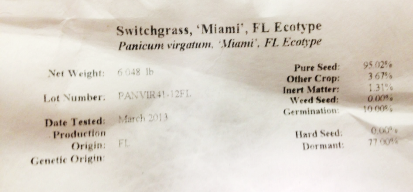 Switchgrass, 'Miami', FL Ecotype
Panicum virgatum, 'Miami', FL Ecotype
Net Weight: 6.048 lb
Lot Number: PANVIR41-12FL
Date Tested: March 2013
Production
Origin: FL
Genetic Origin:
Pure Seed: 95.02%
Other Crop: 3.67%
Inert Matter: 1.31%
Weed Seed: 0.00%
Germination: 10.00%
Hard Seed: 0.00%
Dormant: 77.00%